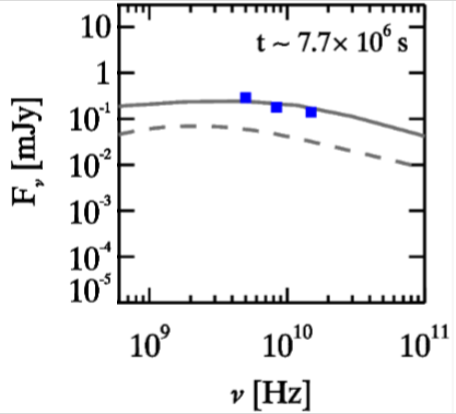 t ~ 7.7× 10⁶ s
10
1
10⁻¹
10⁻²
10⁻³
10⁻⁴
10⁻⁵
F_ν [mJy]
10⁹ 10¹⁰ 10¹¹
ν [Hz]